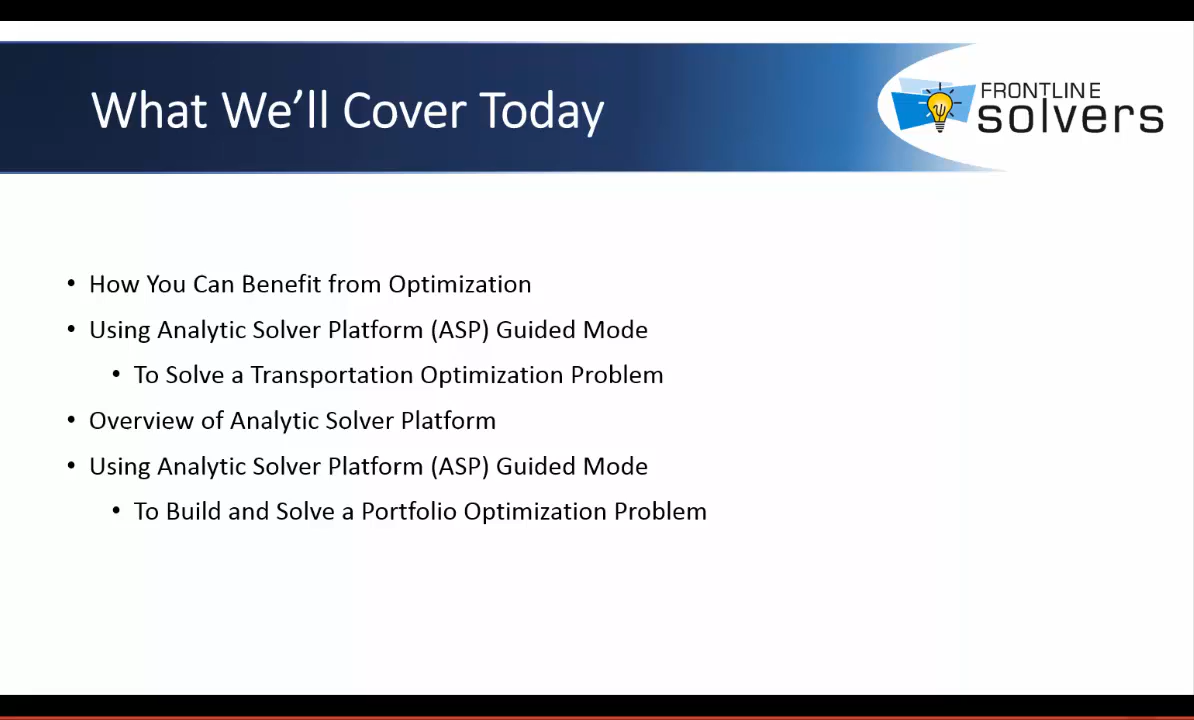 What We’ll Cover Today
FRONTLINE
solvers
• How You Can Benefit from Optimization
• Using Analytic Solver Platform (ASP) Guided Mode
• To Solve a Transportation Optimization Problem
• Overview of Analytic Solver Platform
• Using Analytic Solver Platform (ASP) Guided Mode
• To Build and Solve a Portfolio Optimization Problem